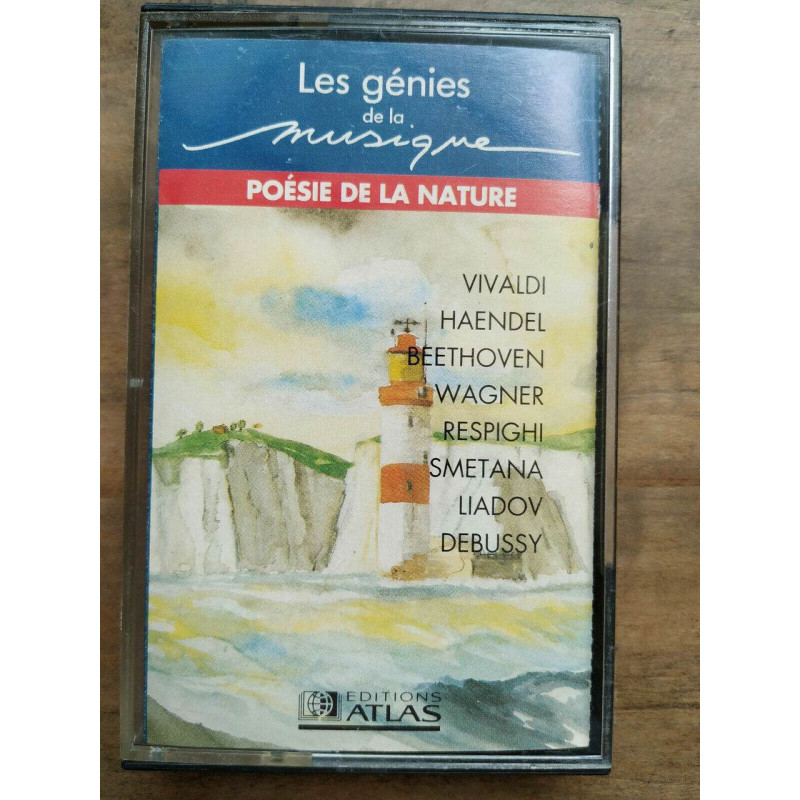 Les génies
de la
musique
POÉSIE DE LA NATURE
VIVALDI
HAENDEL
BEETHOVEN
WAGNER
RESPIGHI
SMETANA
LIADOV
DEBUSSY
EDITIONS
ATLAS